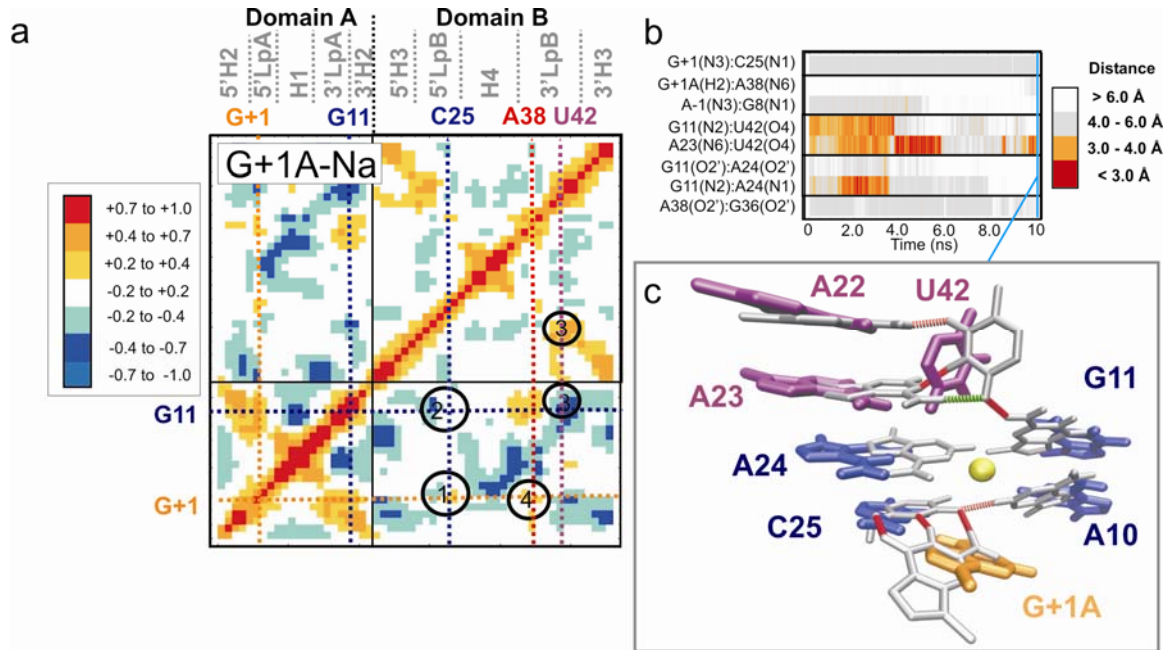 a
Domain A
Domain B
5'H2
5'LpA
H1
3'LpA
3'H2
5'H3
5'LpB
H4
3'LpB
3'H3
G+1
G11
C25
A38
U42
G+1A-Na
+0.7 to +1.0
+0.4 to +0.7
+0.2 to +0.4
-0.2 to +0.2
-0.2 to -0.4
-0.4 to -0.7
-0.7 to -1.0
3
G11
2
3
G+1
1
4
b
G+1(N3):C25(N1)
G+1A(H2):A38(N6)
A-1(N3):G8(N1)
G11(N2):U42(O4)
A23(N6):U42(O4)
G11(O2'):A24(O2')
G11(N2):A24(N1)
A38(O2'):G36(O2')
0 2.0 4.0 6.0 8.0 10.0
Time (ns)
Distance
> 6.0 Å
4.0 - 6.0 Å
3.0 - 4.0 Å
< 3.0 Å
c
A22
U42
G11
A23
A24
C25
A10
G+1A